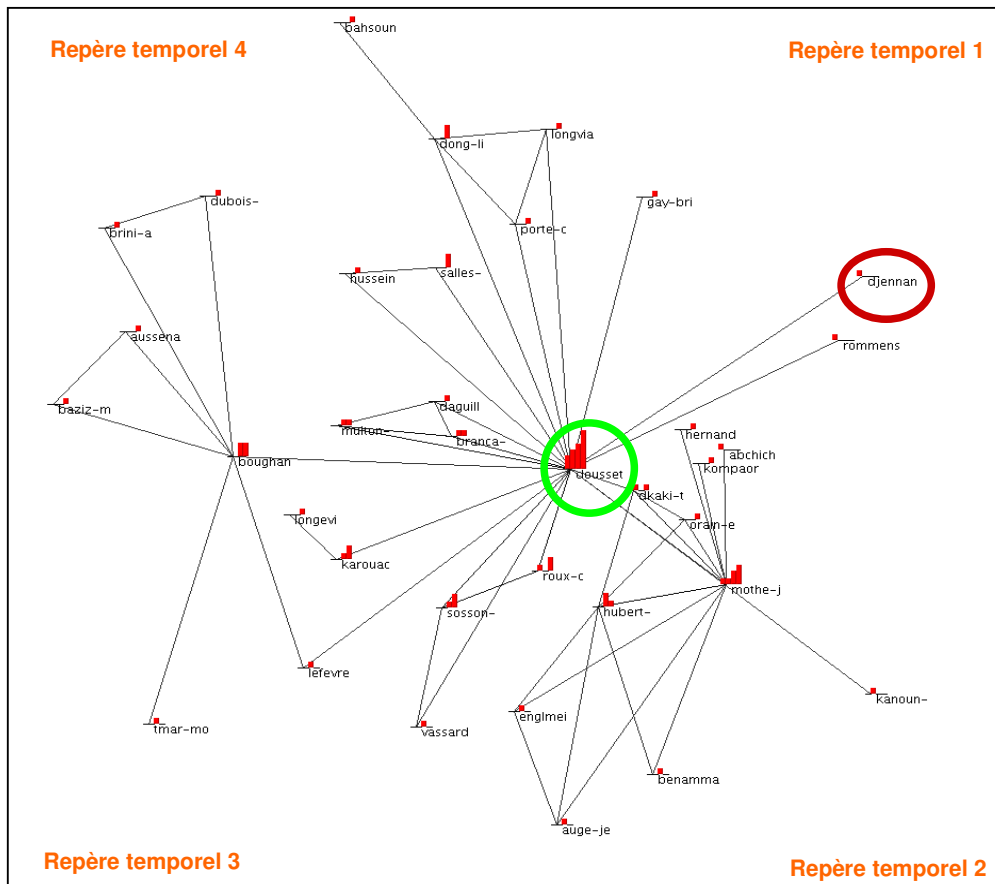 bahsoun
Repère temporel 4
Repère temporel 1
dong-li
longvia
dubois-
gay-bri
brini-a
porte-c
hussein
salles-
djennan
aussena
rommens
baziz-m
daguill
multon-
branca-
hernand
abchich
boughan
dousset
kompaor
dkaki-t
longevi
orain-e
karouac
roux-c
mothe-j
sosson-
hubert-
lefevre
kanoun-
tmar-mo
vassard
englmei
benamma
auge-je
Repère temporel 3
Repère temporel 2